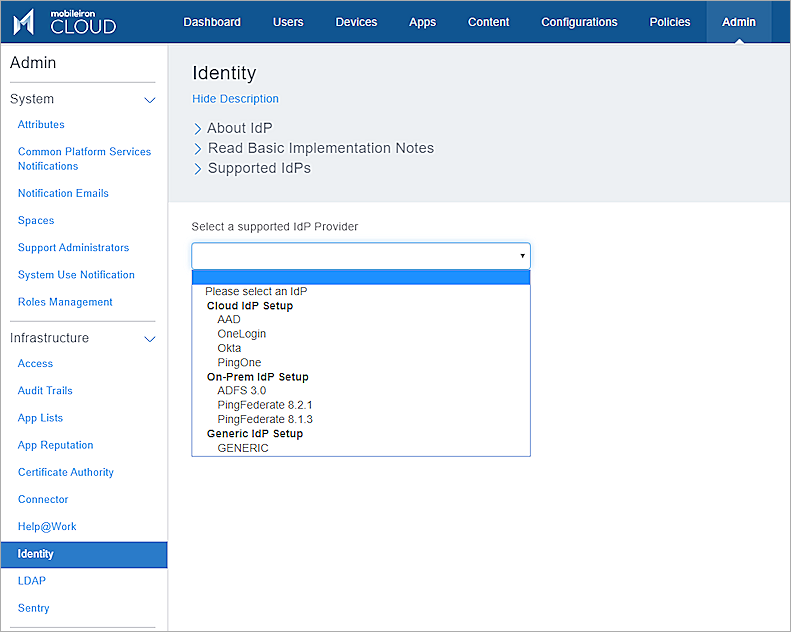 mobileiron
CLOUD
Dashboard
Users
Devices
Apps
Content
Configurations
Policies
Admin
Admin
System
Attributes
Common Platform Services
Notifications
Notification Emails
Spaces
Support Administrators
System Use Notification
Roles Management
Infrastructure
Access
Audit Trails
App Lists
App Reputation
Certificate Authority
Connector
Help@Work
Identity
LDAP
Sentry
Identity
Hide Description
About IdP
Read Basic Implementation Notes
Supported IdPs
Select a supported IdP Provider
Please select an IdP
Cloud IdP Setup
AAD
OneLogin
Okta
PingOne
On-Prem IdP Setup
ADFS 3.0
PingFederate 8.2.1
PingFederate 8.1.3
Generic IdP Setup
GENERIC